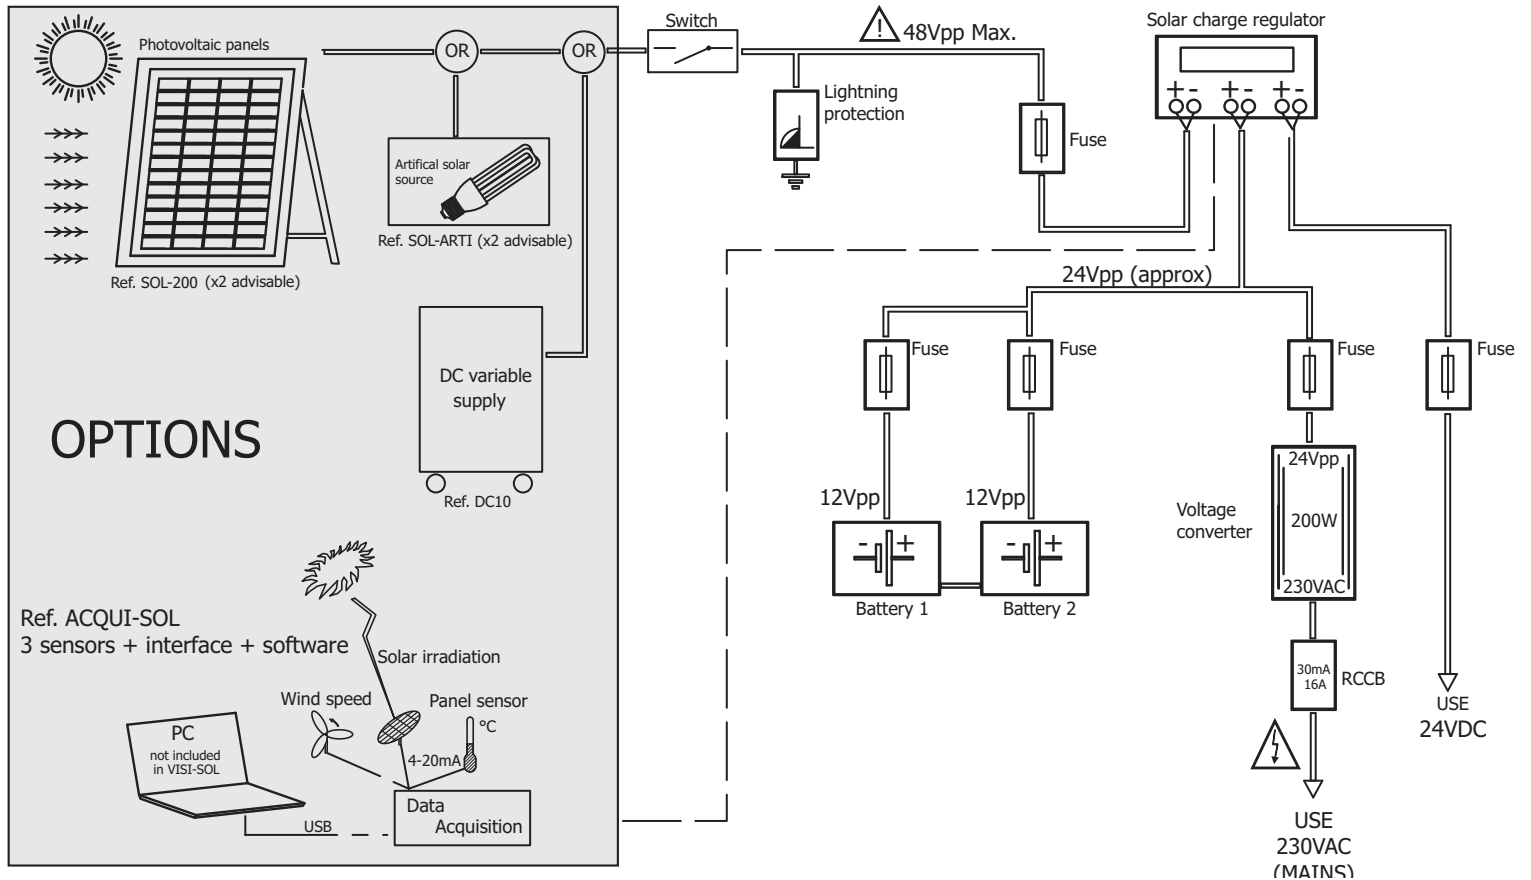 Photovoltaic panels
OR
OR
Switch
48Vpp Max.
Solar charge regulator
+ - + - + -
Lightning
protection
Fuse
Artifical solar
source
Ref. SOL-ARTI (x2 advisable)
Ref. SOL-200 (x2 advisable)
24Vpp (approx)
DC variable
supply
Ref. DC10
OPTIONS
Fuse
Fuse
Fuse
Fuse
12Vpp
12Vpp
- +
- +
Battery 1
Battery 2
Voltage
converter
24Vpp
200W
230VAC
30mA
16A
RCCB
USE
24VDC
USE
230VAC
(MAINS)
Ref. ACQUI-SOL
3 sensors + interface + software
Solar irradiation
Wind speed
Panel sensor
°C
4-20mA
PC
not included
in VISI-SOL
USB
Data
Acquisition